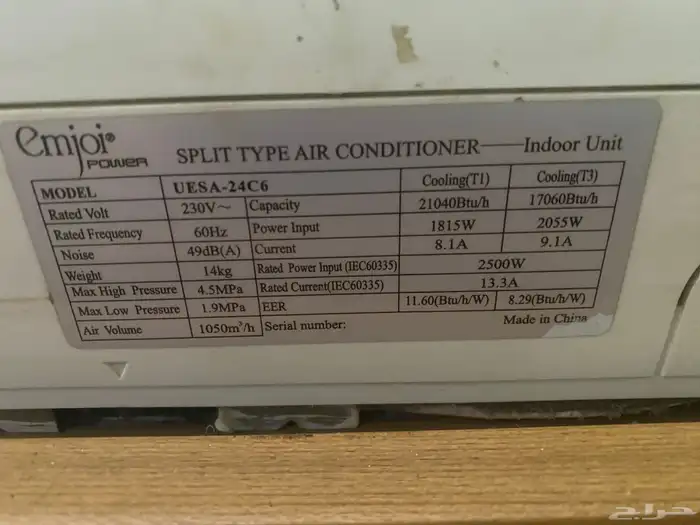 emjoi®
POWER
SPLIT TYPE AIR CONDITIONER — Indoor Unit
MODEL UESA-24C6 Cooling(T1) Cooling(T3)
Rated Volt 230V~ Capacity 21040Btu/h 17060Btu/h
Rated Frequency 60Hz Power Input 1815W 2055W
Noise 49dB(A) Current 8.1A 9.1A
Weight 14kg Rated Power Input (IEC60335) 2500W
Max High Pressure 4.5MPa Rated Current(IEC60335) 13.3A
Max Low Pressure 1.9MPa EER 11.60(Btu/h/W) 8.29(Btu/h/W)
Air Volume 1050m³/h Serial number: Made in China
حراج